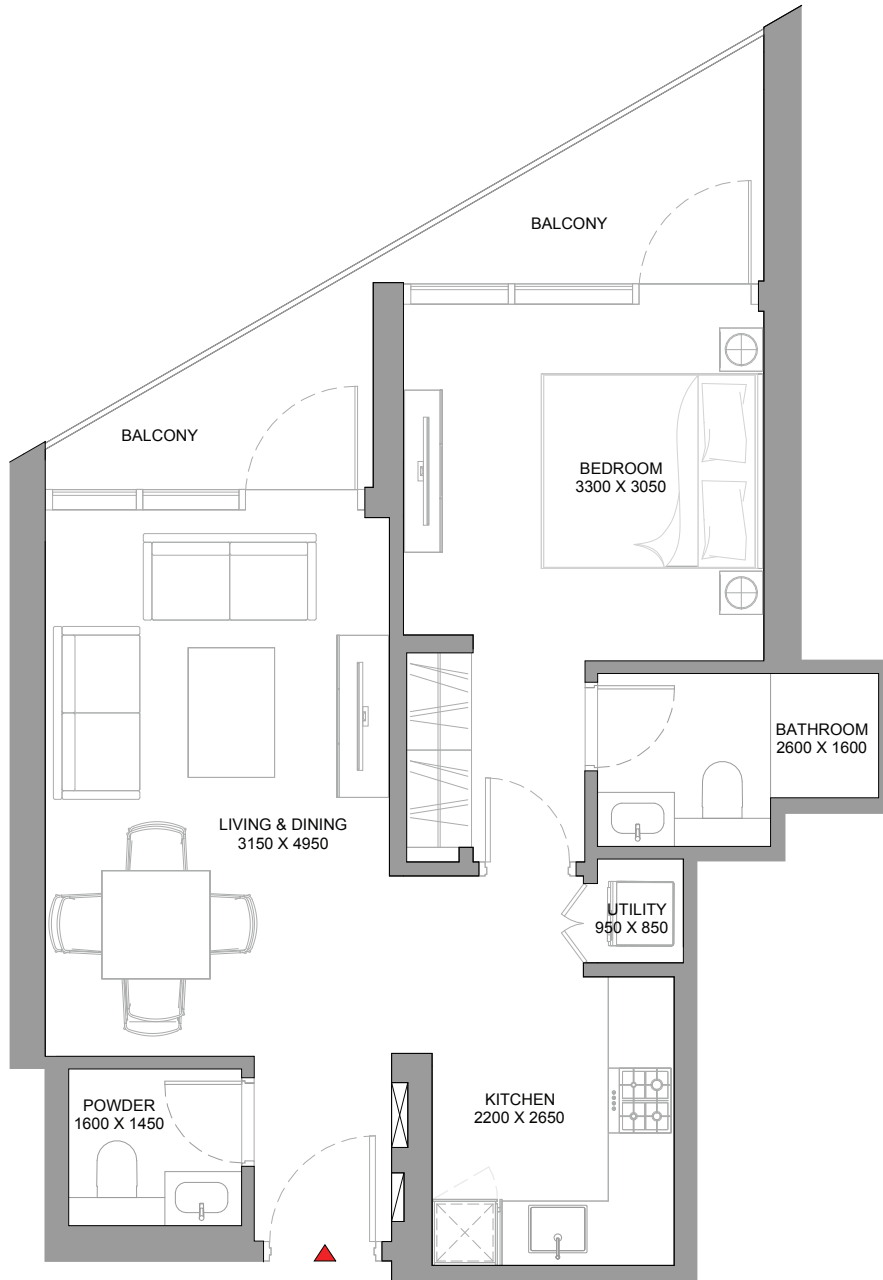 BALCONY
BALCONY
BEDROOM
3300 X 3050
BATHROOM
2600 X 1600
LIVING & DINING
3150 X 4950
UTILITY
950 X 850
POWDER
1600 X 1450
KITCHEN
2200 X 2650